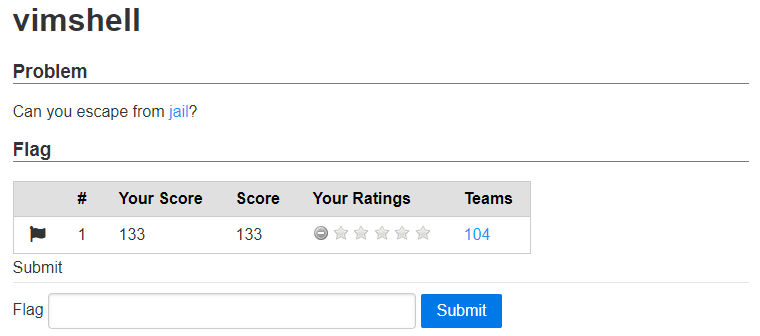 vimshell
Problem
Can you escape from jail?
Flag
# Your Score Score Your Ratings Teams
1 133 133 104
Submit
Flag Submit